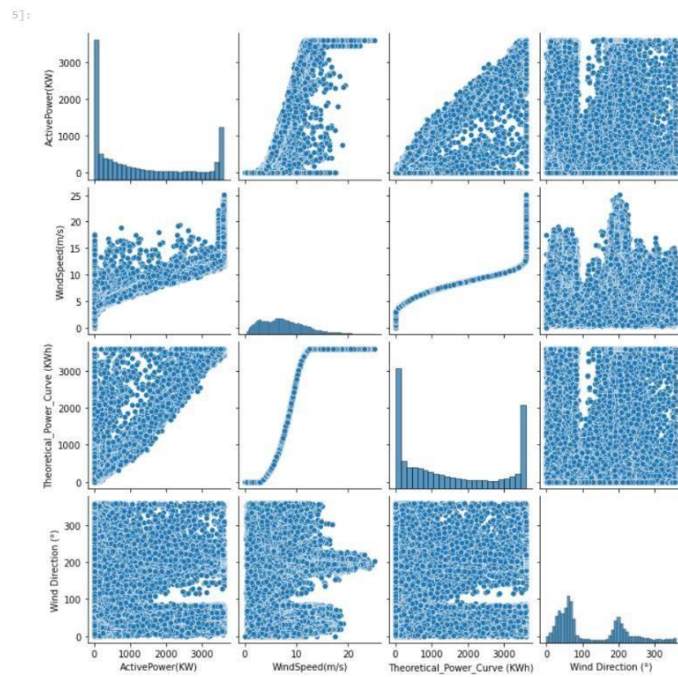 5]:
3000
2000
1000
0
ActivePower(KW)
25
20
15
10
5
0
WindSpeed(m/s)
3000
2000
1000
0
Theoretical_Power_Curve (KWh)
300
200
100
0
Wind Direction (°)
0 1000 2000 3000
0 10 20
0 1000 2000 3000
0 100 200 300
ActivePower(KW)
WindSpeed(m/s)
Theoretical_Power_Curve (KWh)
Wind Direction (°)